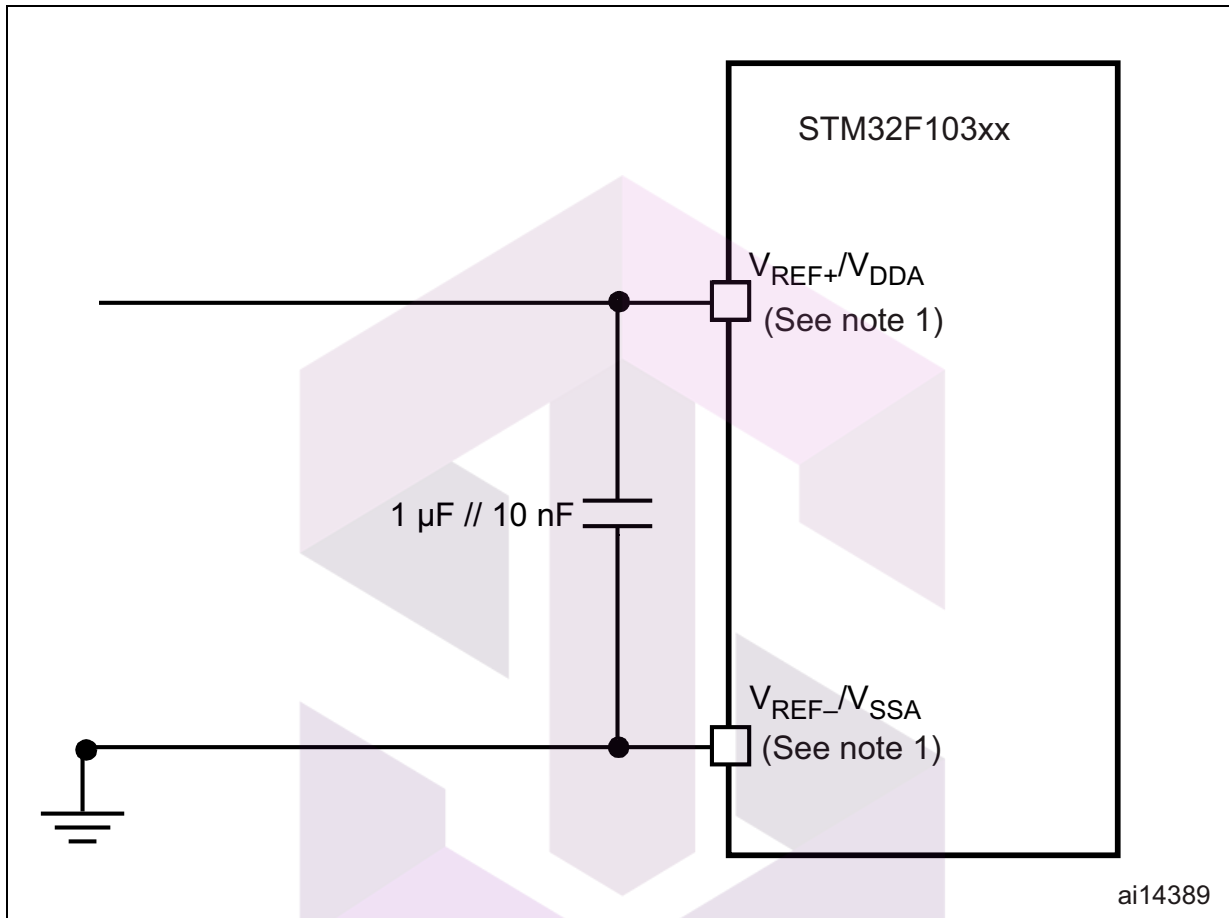 STM32F103xx
VREF+/VDDA
(See note 1)
1 µF // 10 nF
VREF–/VSSA
(See note 1)
ai14389